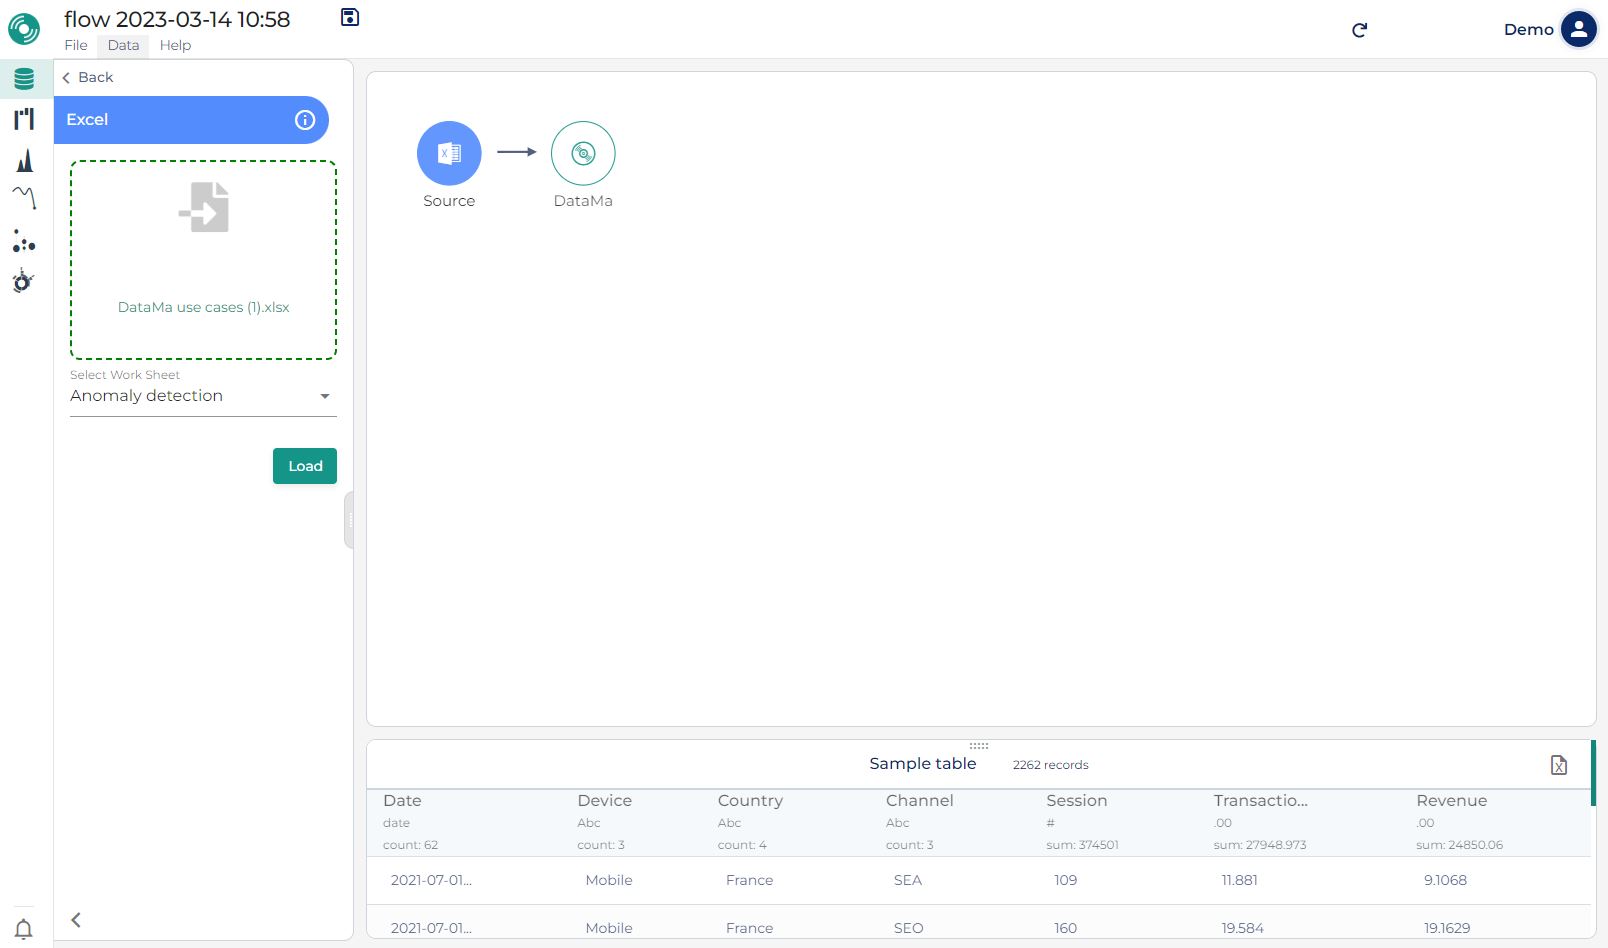 flow 2023-03-14 10:58
File Data Help
Demo
Back
Excel
DataMa use cases (1).xlsx
Select Work Sheet
Anomaly detection
Load
Source
DataMa
Sample table 2262 records
Date Device Country Channel Session Transactio... Revenue
date Abc Abc Abc # .00 .00
count: 62 count: 3 count: 4 count: 3 sum: 374501 sum: 27948.973 sum: 24850.06
2021-07-01... Mobile France SEA 109 11.881 9.1068
2021-07-01... Mobile France SEO 160 19.584 19.1629